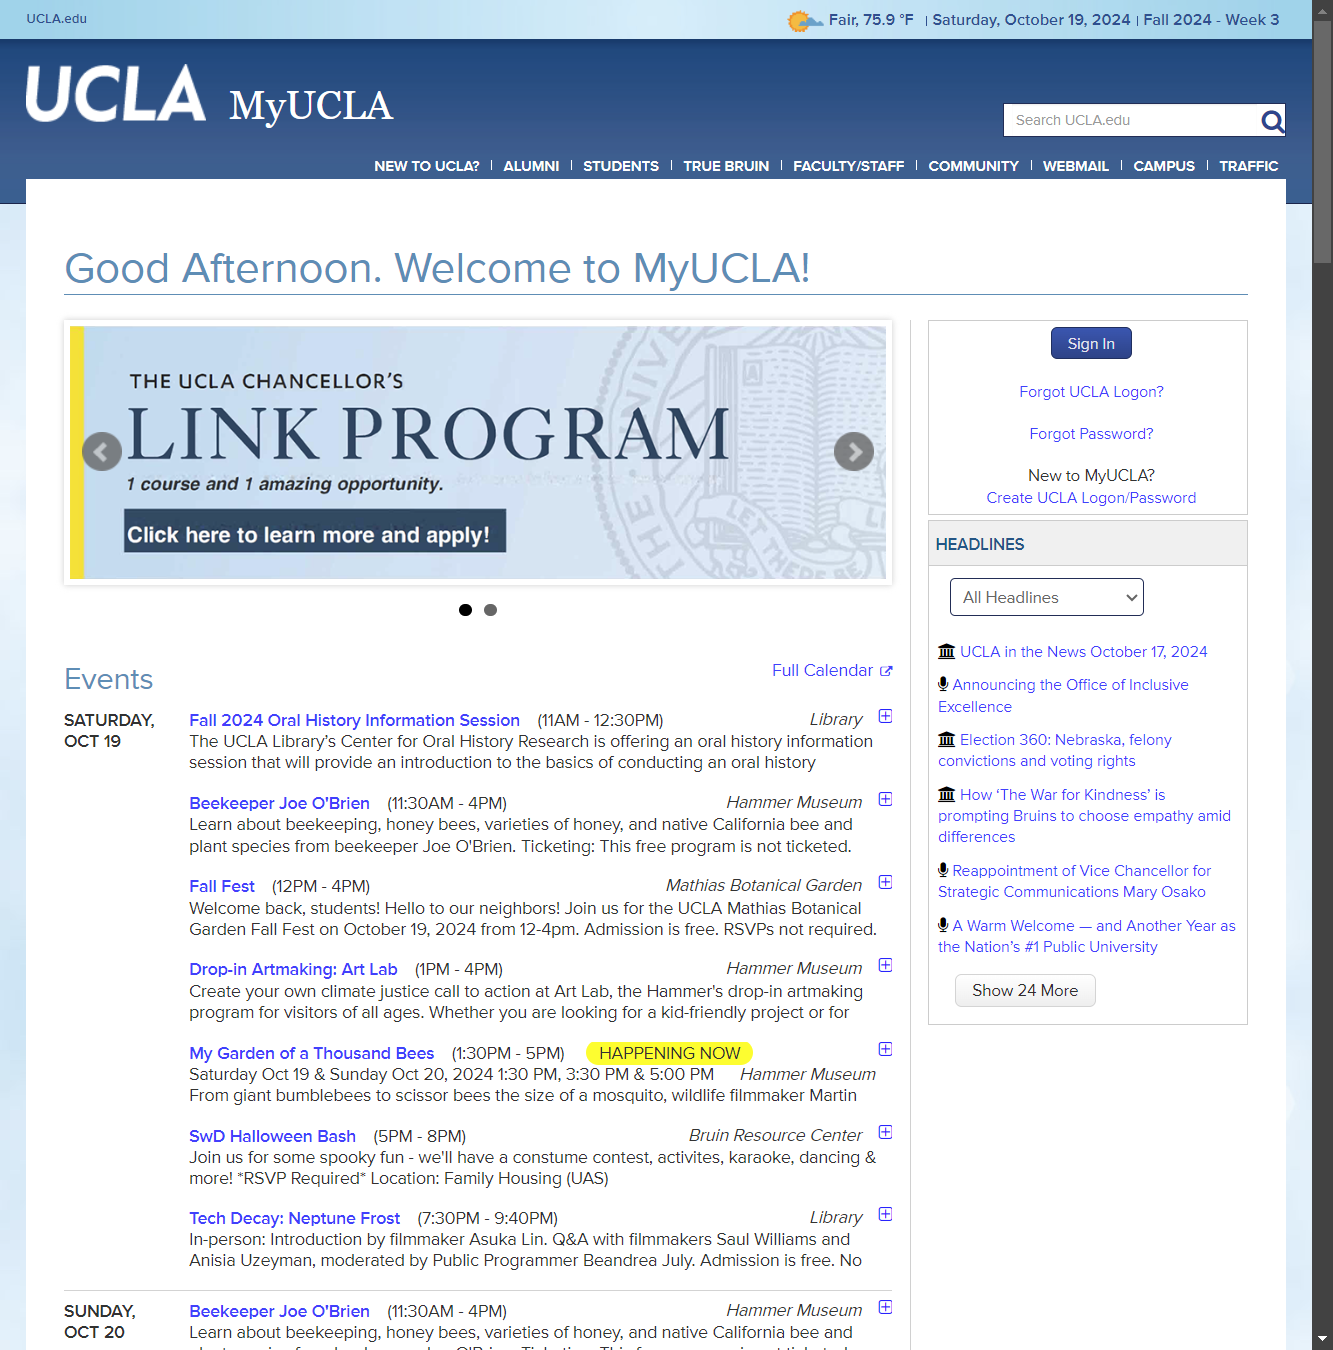 UCLA.edu
Fair, 75.9 °F | Saturday, October 19, 2024 | Fall 2024 - Week 3
UCLA MyUCLA
Search UCLA.edu
NEW TO UCLA? | ALUMNI | STUDENTS | TRUE BRUIN | FACULTY/STAFF | COMMUNITY | WEBMAIL | CAMPUS | TRAFFIC
Good Afternoon. Welcome to MyUCLA!
THE UCLA CHANCELLOR'S
LINK PROGRAM
1 course and 1 amazing opportunity.
Click here to learn more and apply!
Events
Full Calendar
SATURDAY,
OCT 19
Fall 2024 Oral History Information Session (11AM - 12:30PM) Library
The UCLA Library’s Center for Oral History Research is offering an oral history information
session that will provide an introduction to the basics of conducting an oral history
Beekeeper Joe O'Brien (11:30AM - 4PM) Hammer Museum
Learn about beekeeping, honey bees, varieties of honey, and native California bee and
plant species from beekeeper Joe O'Brien. Ticketing: This free program is not ticketed.
Fall Fest (12PM - 4PM) Mathias Botanical Garden
Welcome back, students! Hello to our neighbors! Join us for the UCLA Mathias Botanical
Garden Fall Fest on October 19, 2024 from 12-4pm. Admission is free. RSVPs not required.
Drop-in Artmaking: Art Lab (1PM - 4PM) Hammer Museum
Create your own climate justice call to action at Art Lab, the Hammer's drop-in artmaking
program for visitors of all ages. Whether you are looking for a kid-friendly project or for
My Garden of a Thousand Bees (1:30PM - 5PM) HAPPENING NOW
Saturday Oct 19 & Sunday Oct 20, 2024 1:30 PM, 3:30 PM & 5:00 PM Hammer Museum
From giant bumblebees to scissor bees the size of a mosquito, wildlife filmmaker Martin
SwD Halloween Bash (5PM - 8PM) Bruin Resource Center
Join us for some spooky fun - we'll have a constume contest, activites, karaoke, dancing &
more! *RSVP Required* Location: Family Housing (UAS)
Tech Decay: Neptune Frost (7:30PM - 9:40PM) Library
In-person: Introduction by filmmaker Asuka Lin. Q&A with filmmakers Saul Williams and
Anisia Uzeyman, moderated by Public Programmer Beandrea July. Admission is free. No
SUNDAY,
OCT 20
Beekeeper Joe O'Brien (11:30AM - 4PM) Hammer Museum
Learn about beekeeping, honey bees, varieties of honey, and native California bee and
Sign In
Forgot UCLA Logon?
Forgot Password?
New to MyUCLA?
Create UCLA Logon/Password
HEADLINES
All Headlines
UCLA in the News October 17, 2024
Announcing the Office of Inclusive
Excellence
Election 360: Nebraska, felony
convictions and voting rights
How ‘The War for Kindness’ is
prompting Bruins to choose empathy amid
differences
Reappointment of Vice Chancellor for
Strategic Communications Mary Osako
A Warm Welcome — and Another Year as
the Nation’s #1 Public University
Show 24 More